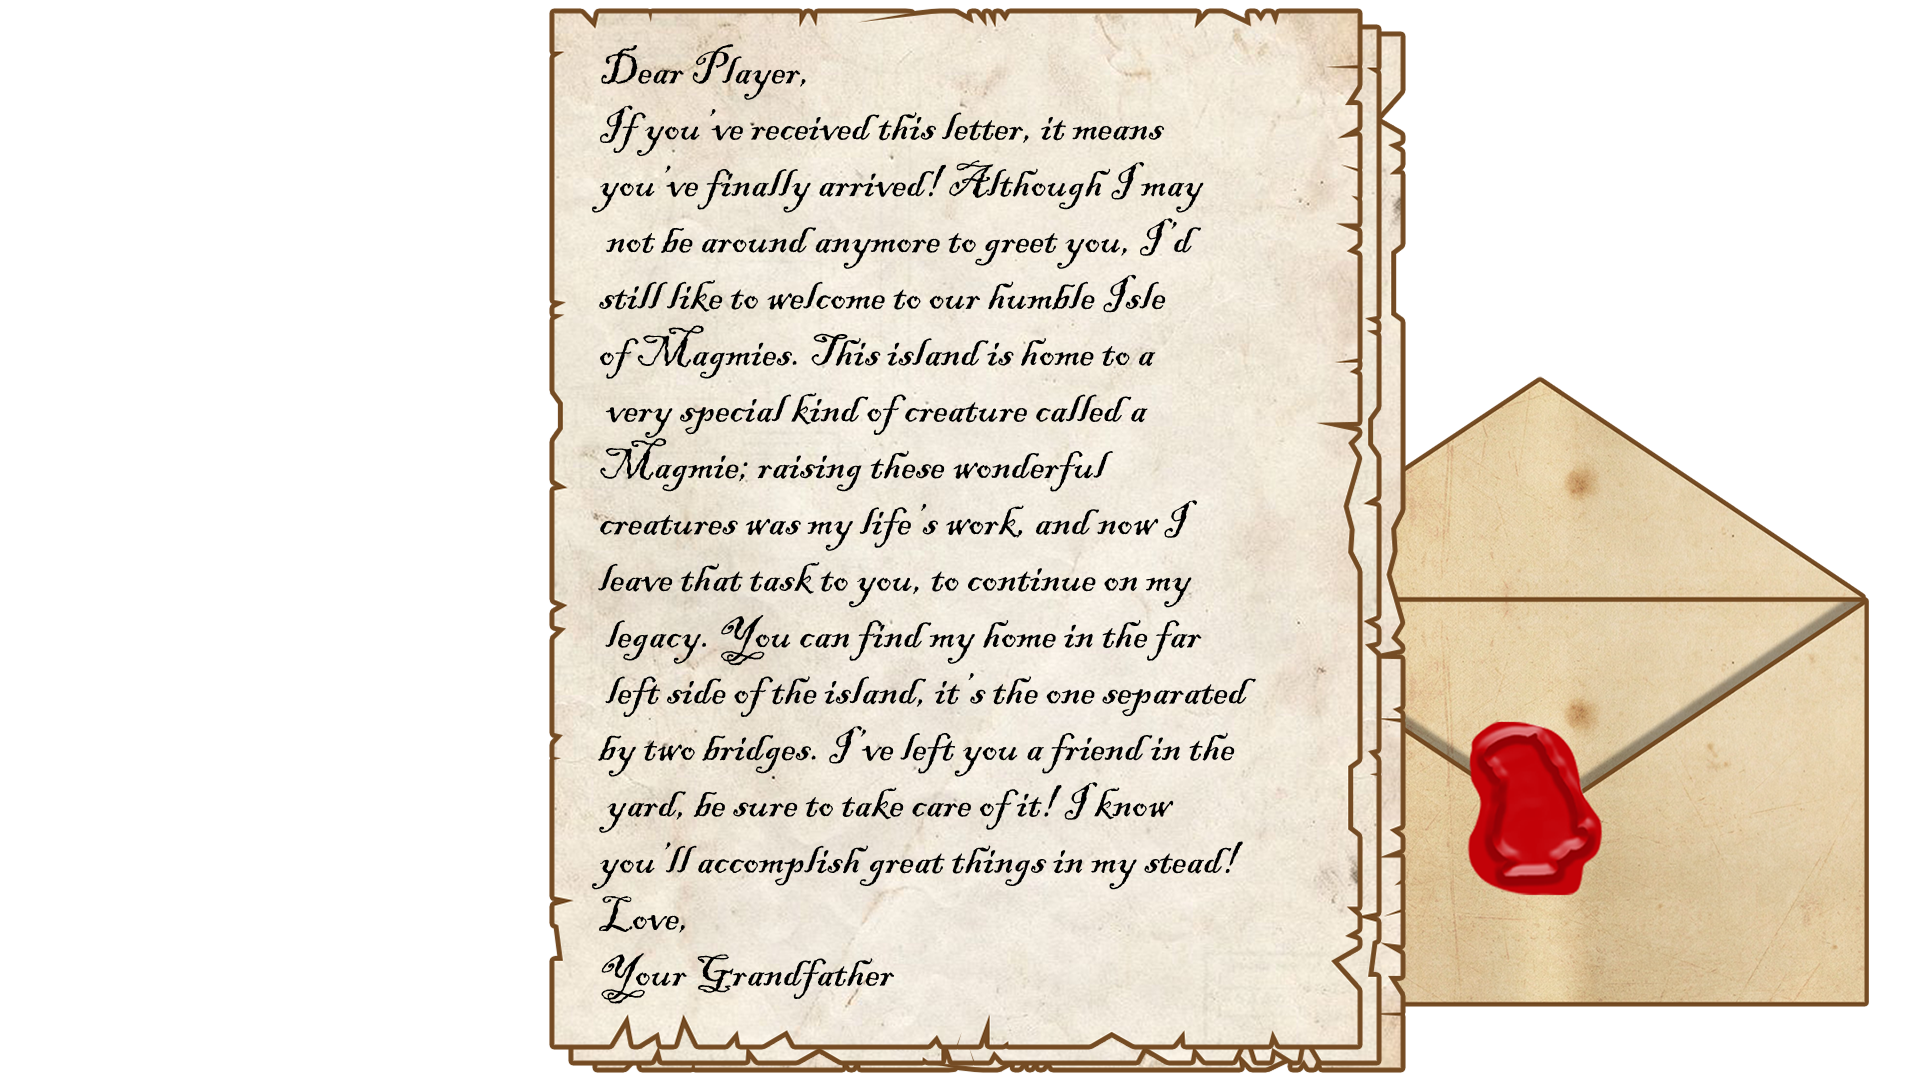 Dear Player,
If you've received this letter, it means
you've finally arrived! Although I may
not be around anymore to greet you, I'd
still like to welcome to our humble Isle
of Magmies. This island is home to a
very special kind of creature called a
Magmie; raising these wonderful
creatures was my life's work, and now I
leave that task to you, to continue on my
legacy. You can find my home in the far
left side of the island, it's the one separated
by two bridges. I've left you a friend in the
yard, be sure to take care of it! I know
you'll accomplish great things in my stead!
Love,
Your Grandfather